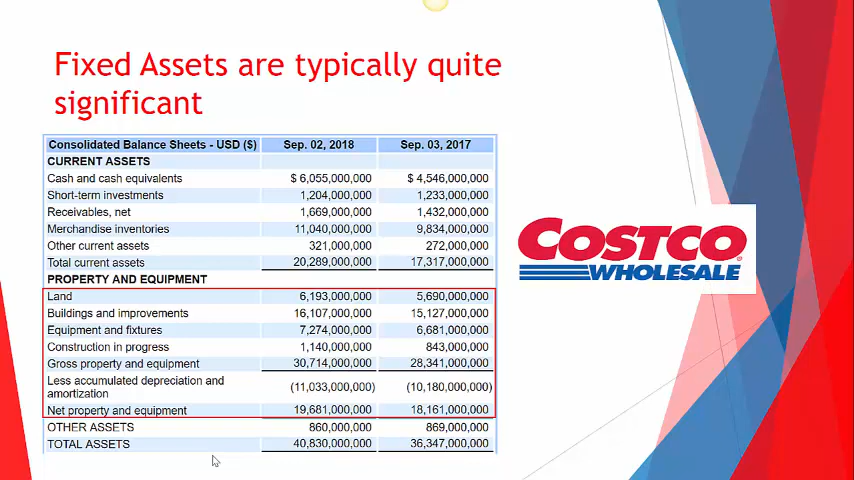 Fixed Assets are typically quite
significant
Consolidated Balance Sheets - USD ($) Sep. 02, 2018 Sep. 03, 2017
CURRENT ASSETS
Cash and cash equivalents $ 6,055,000,000 $ 4,546,000,000
Short-term investments 1,204,000,000 1,233,000,000
Receivables, net 1,669,000,000 1,432,000,000
Merchandise inventories 11,040,000,000 9,834,000,000
Other current assets 321,000,000 272,000,000
Total current assets 20,289,000,000 17,317,000,000
PROPERTY AND EQUIPMENT
Land 6,193,000,000 5,690,000,000
Buildings and improvements 16,107,000,000 15,127,000,000
Equipment and fixtures 7,274,000,000 6,681,000,000
Construction in progress 1,140,000,000 843,000,000
Gross property and equipment 30,714,000,000 28,341,000,000
Less accumulated depreciation and
amortization (11,033,000,000) (10,180,000,000)
Net property and equipment 19,681,000,000 18,161,000,000
OTHER ASSETS 860,000,000 869,000,000
TOTAL ASSETS 40,830,000,000 36,347,000,000
COSTCO
WHOLESALE